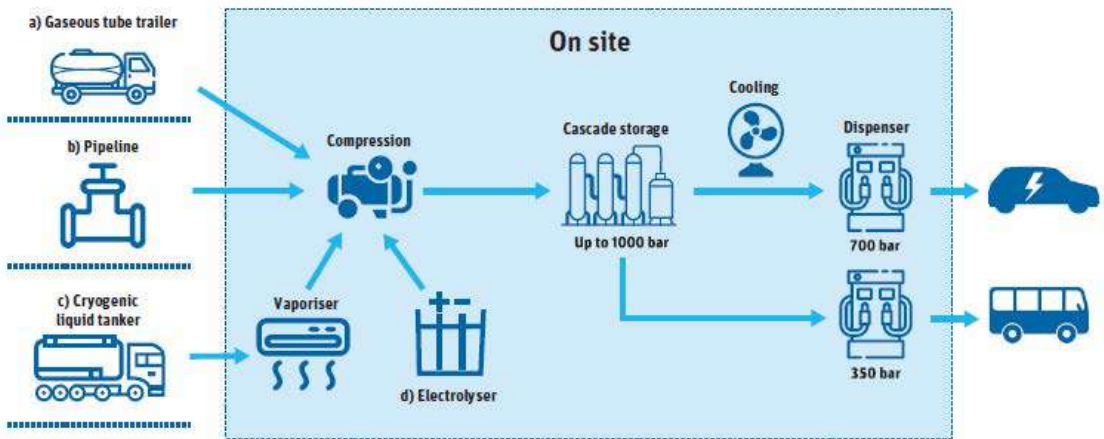 a) Gaseous tube trailer
On site
Cooling
b) Pipeline
Compression
Cascade storage
Dispenser
Up to 1000 bar
700 bar
c) Cryogenic
liquid tanker
Vaporiser
d) Electrolyser
350 bar